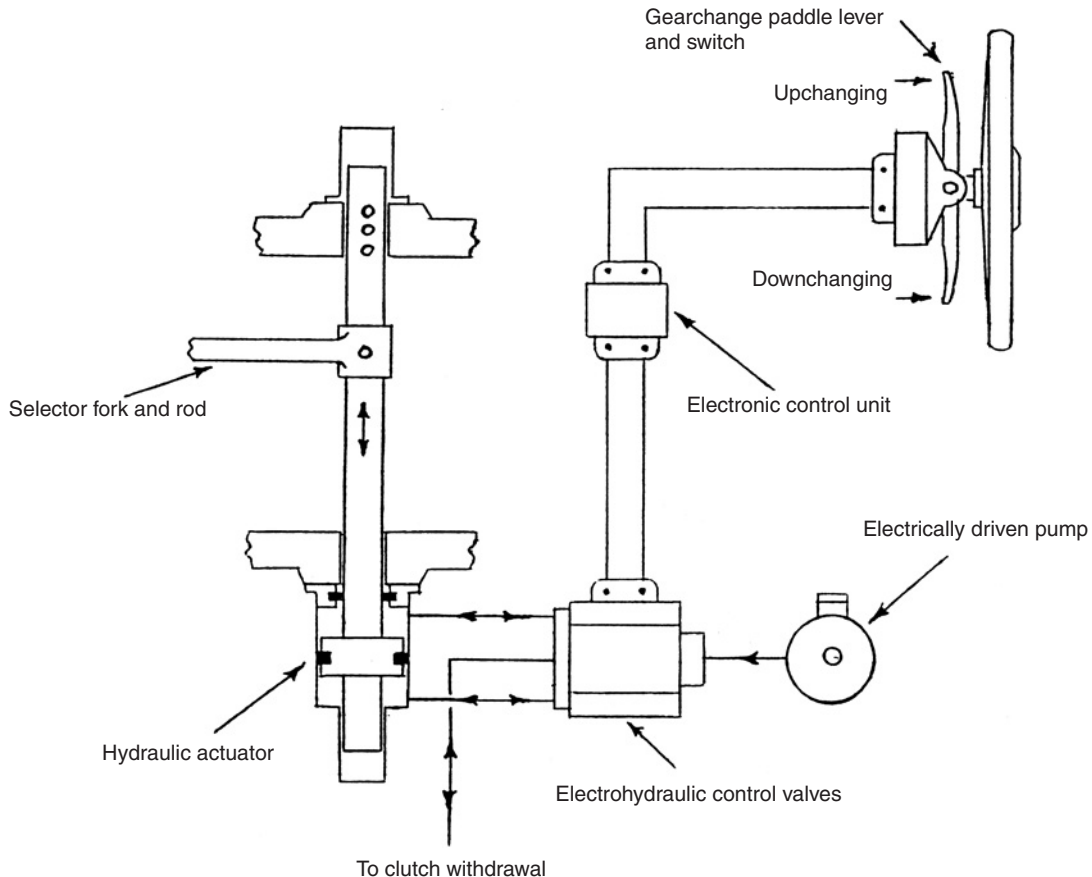 Gearchange paddle lever
and switch
Upchanging
Downchanging
Electronic control unit
Selector fork and rod
Electrically driven pump
Hydraulic actuator
Electrohydraulic control valves
To clutch withdrawal